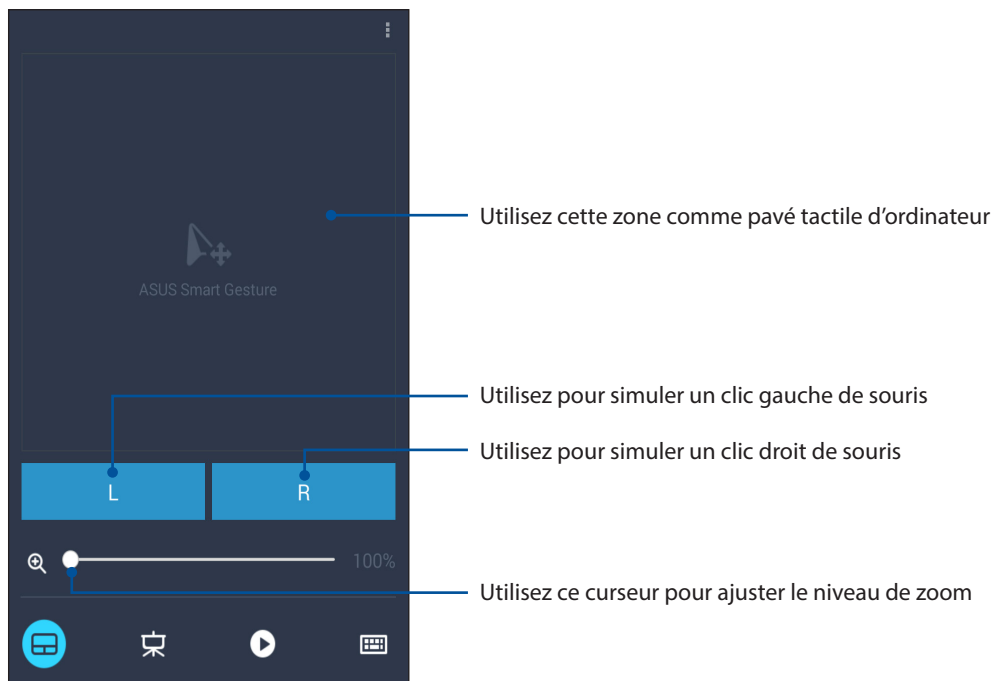 Utilisez cette zone comme pavé tactile d’ordinateur
ASUS Smart Gesture
Utilisez pour simuler un clic gauche de souris
Utilisez pour simuler un clic droit de souris
L
R
100%
Utilisez ce curseur pour ajuster le niveau de zoom